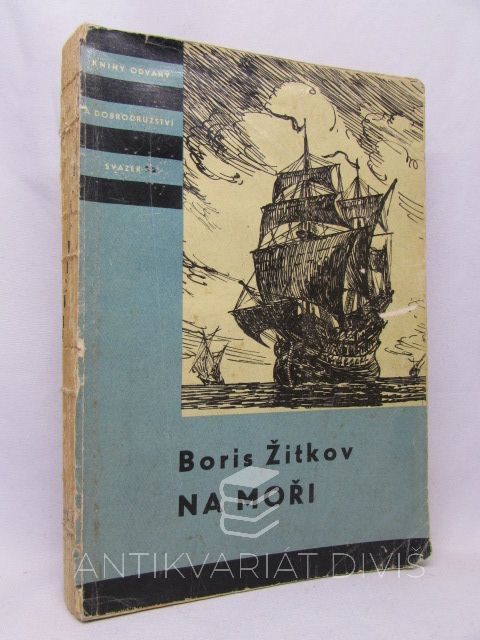 KNIHY ODVAHY
A DOBRODRUŽSTVÍ
SVAZEK
Boris Žitkov
NA MOŘI
ANTIKVARIÁT DIVIŠ